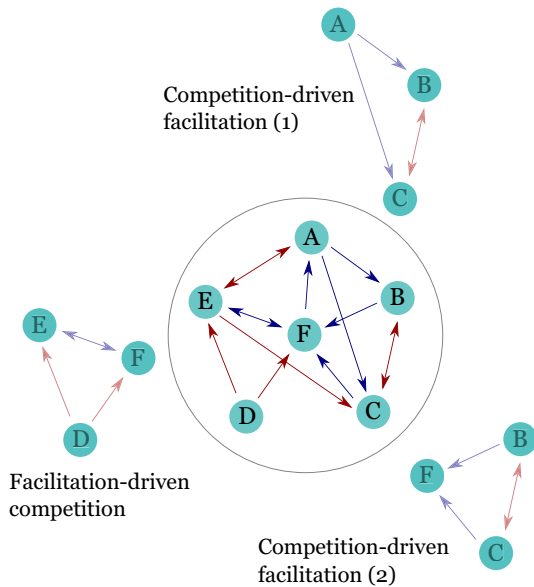 A
B
Competition-driven
facilitation (1)
C
A
E
B
F
E
F
D
C
D
B
F
Facilitation-driven
competition
C
Competition-driven
facilitation (2)